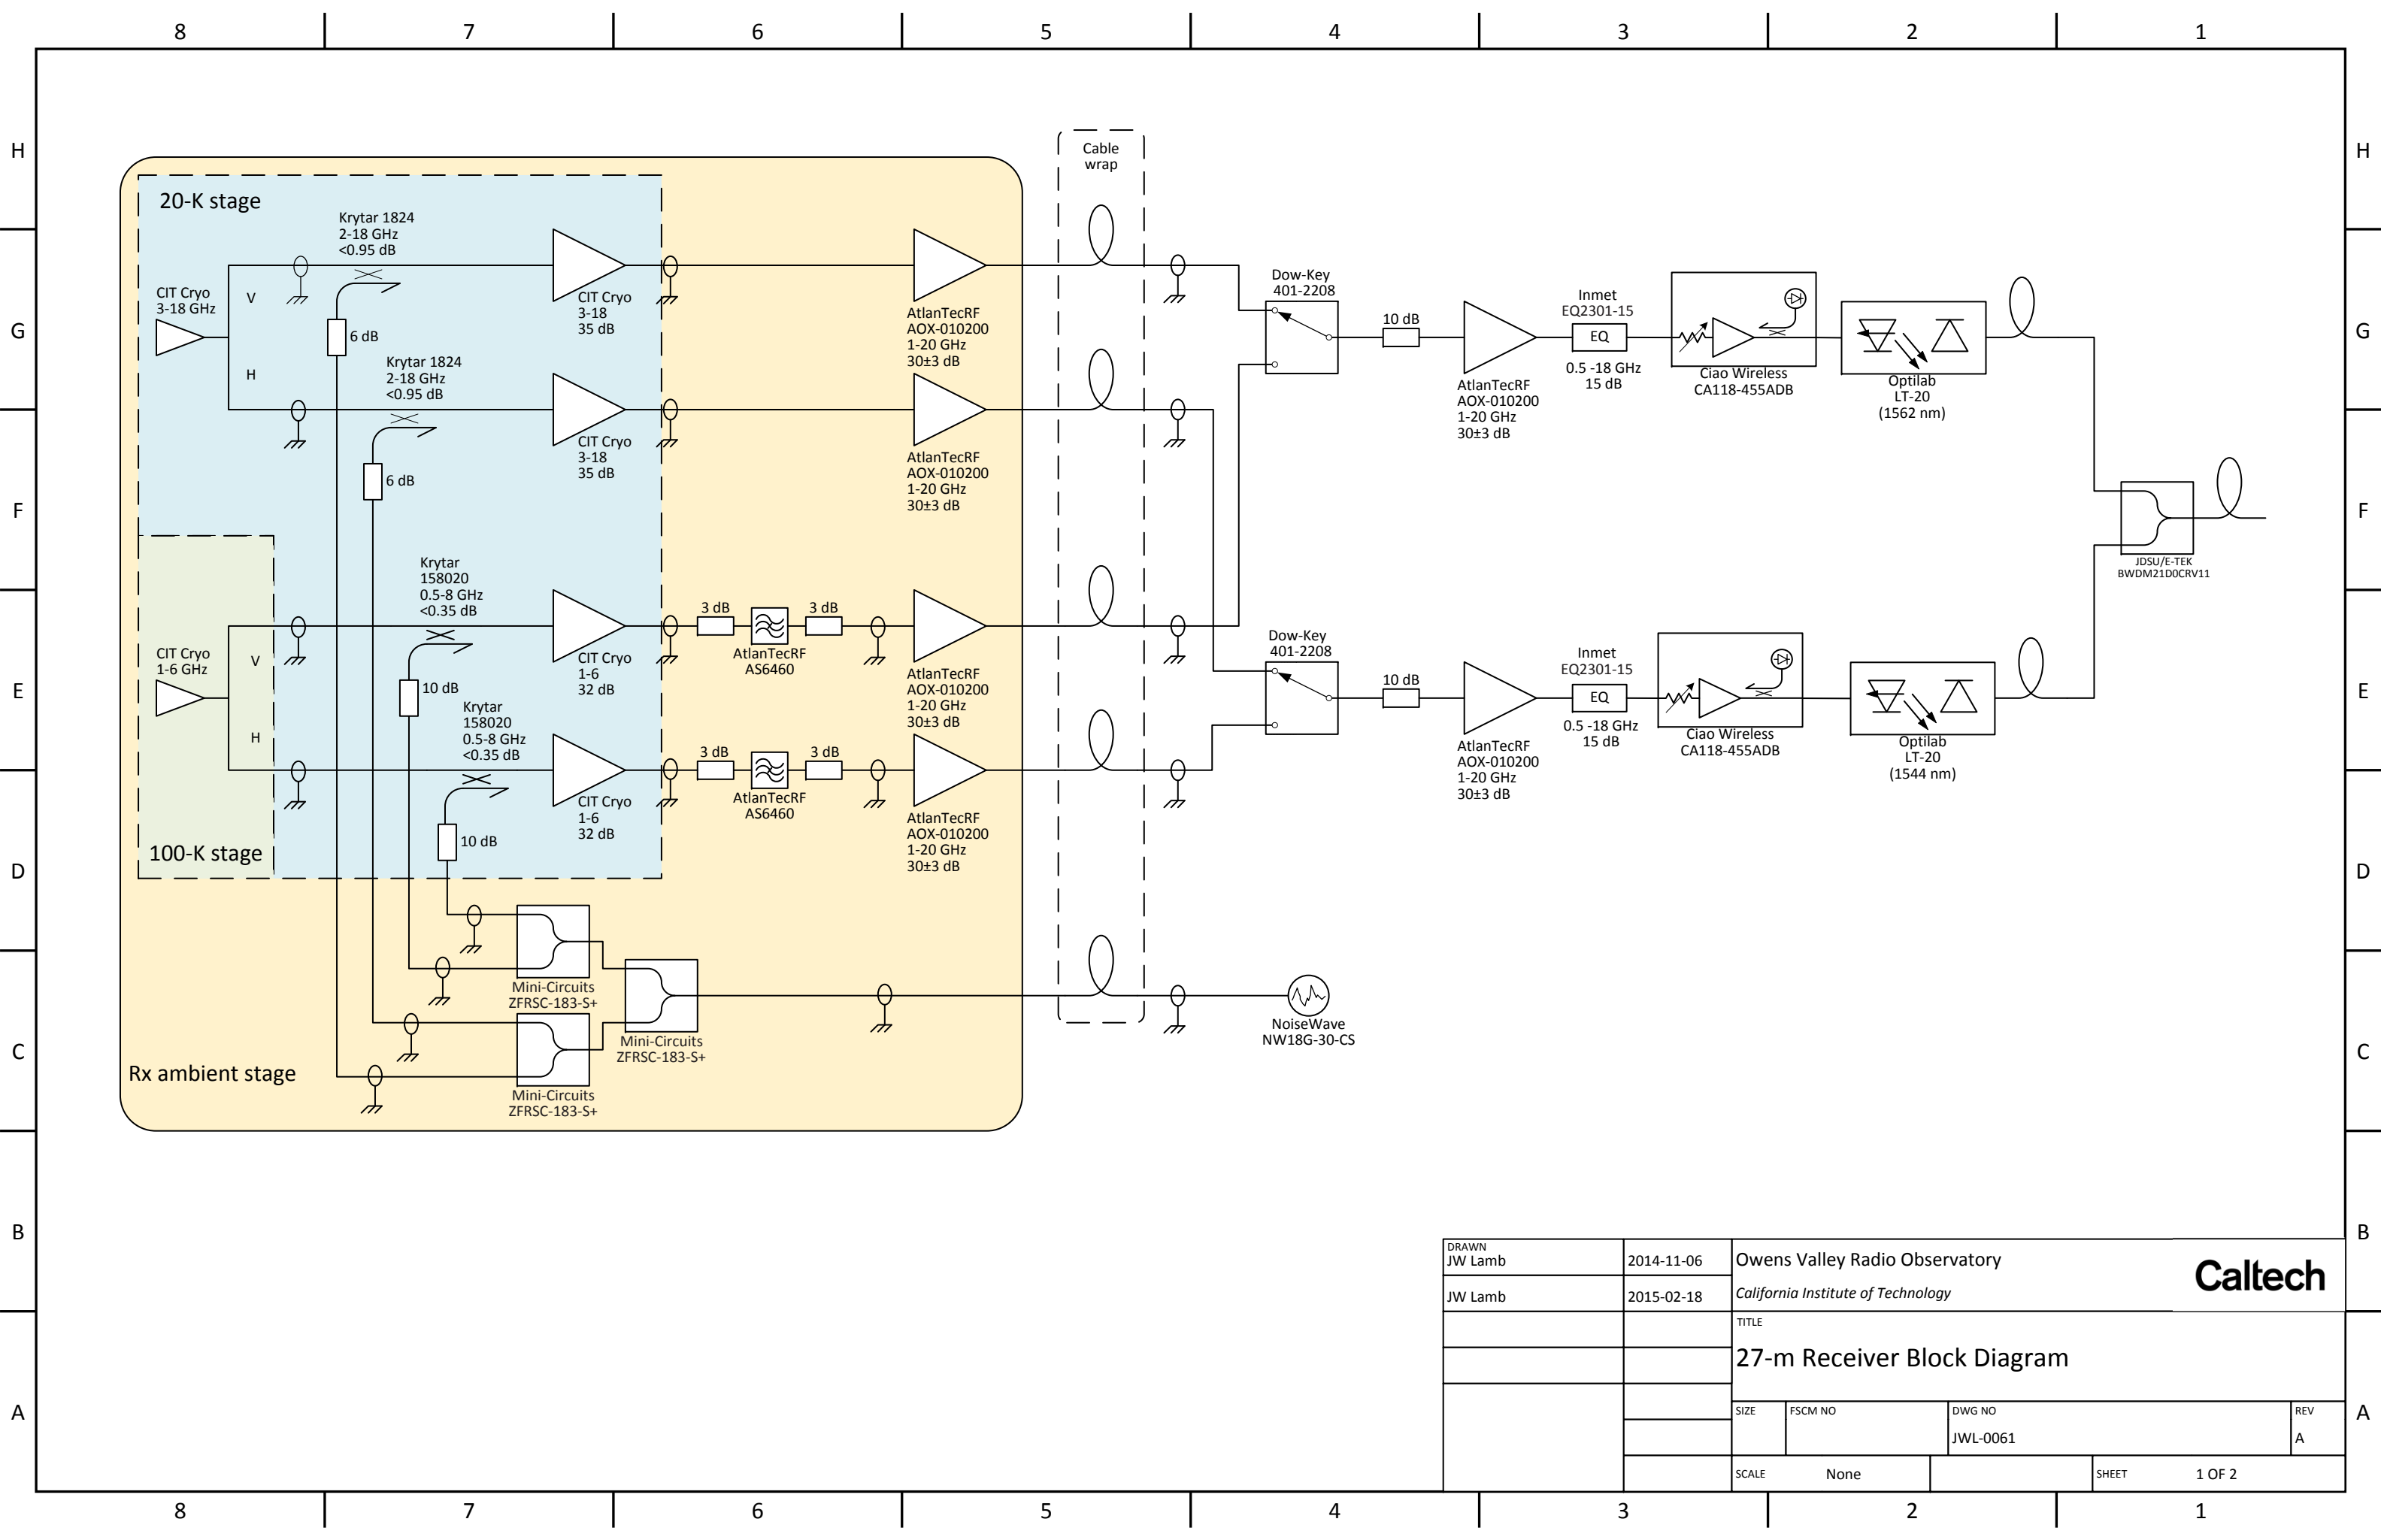 8 7 6 5 4 3 2 1
H
H
Cable
wrap
20-K stage
Krytar 1824
2-18 GHz
<0.95 dB
CIT Cryo
3-18 GHz
V
H
6 dB
CIT Cryo
3-18
35 dB
AtlanTecRF
AOX-010200
1-20 GHz
30±3 dB
Krytar 1824
2-18 GHz
<0.95 dB
6 dB
CIT Cryo
3-18
35 dB
AtlanTecRF
AOX-010200
1-20 GHz
30±3 dB
G
G
Dow-Key
401-2208
10 dB
AtlanTecRF
AOX-010200
1-20 GHz
30±3 dB
Inmet
EQ2301-15
EQ
0.5 -18 GHz
15 dB
Ciao Wireless
CA118-455ADB
Optilab
LT-20
(1562 nm)
F
F
JDSU/E-TEK
BWDM21D0CRV11
Krytar
158020
0.5-8 GHz
<0.35 dB
CIT Cryo
1-6 GHz
V
H
10 dB
CIT Cryo
1-6
32 dB
3 dB
3 dB
AtlanTecRF
AS6460
AtlanTecRF
AOX-010200
1-20 GHz
30±3 dB
E
E
Krytar
158020
0.5-8 GHz
<0.35 dB
10 dB
CIT Cryo
1-6
32 dB
3 dB
3 dB
AtlanTecRF
AS6460
AtlanTecRF
AOX-010200
1-20 GHz
30±3 dB
Dow-Key
401-2208
10 dB
AtlanTecRF
AOX-010200
1-20 GHz
30±3 dB
Inmet
EQ2301-15
EQ
0.5 -18 GHz
15 dB
Ciao Wireless
CA118-455ADB
Optilab
LT-20
(1544 nm)
100-K stage
D
D
Mini-Circuits
ZFRSC-183-S+
Mini-Circuits
ZFRSC-183-S+
Mini-Circuits
ZFRSC-183-S+
NoiseWave
NW18G-30-CS
C
C
Rx ambient stage
B
B
DRAWN
JW Lamb
2014-11-06
JW Lamb
2015-02-18
Owens Valley Radio Observatory
California Institute of Technology
Caltech
TITLE
27-m Receiver Block Diagram
A
A
SIZE
FSCM NO
DWG NO
JWL-0061
REV
A
SCALE
None
SHEET
1 OF 2
8 7 6 5 4 3 2 1